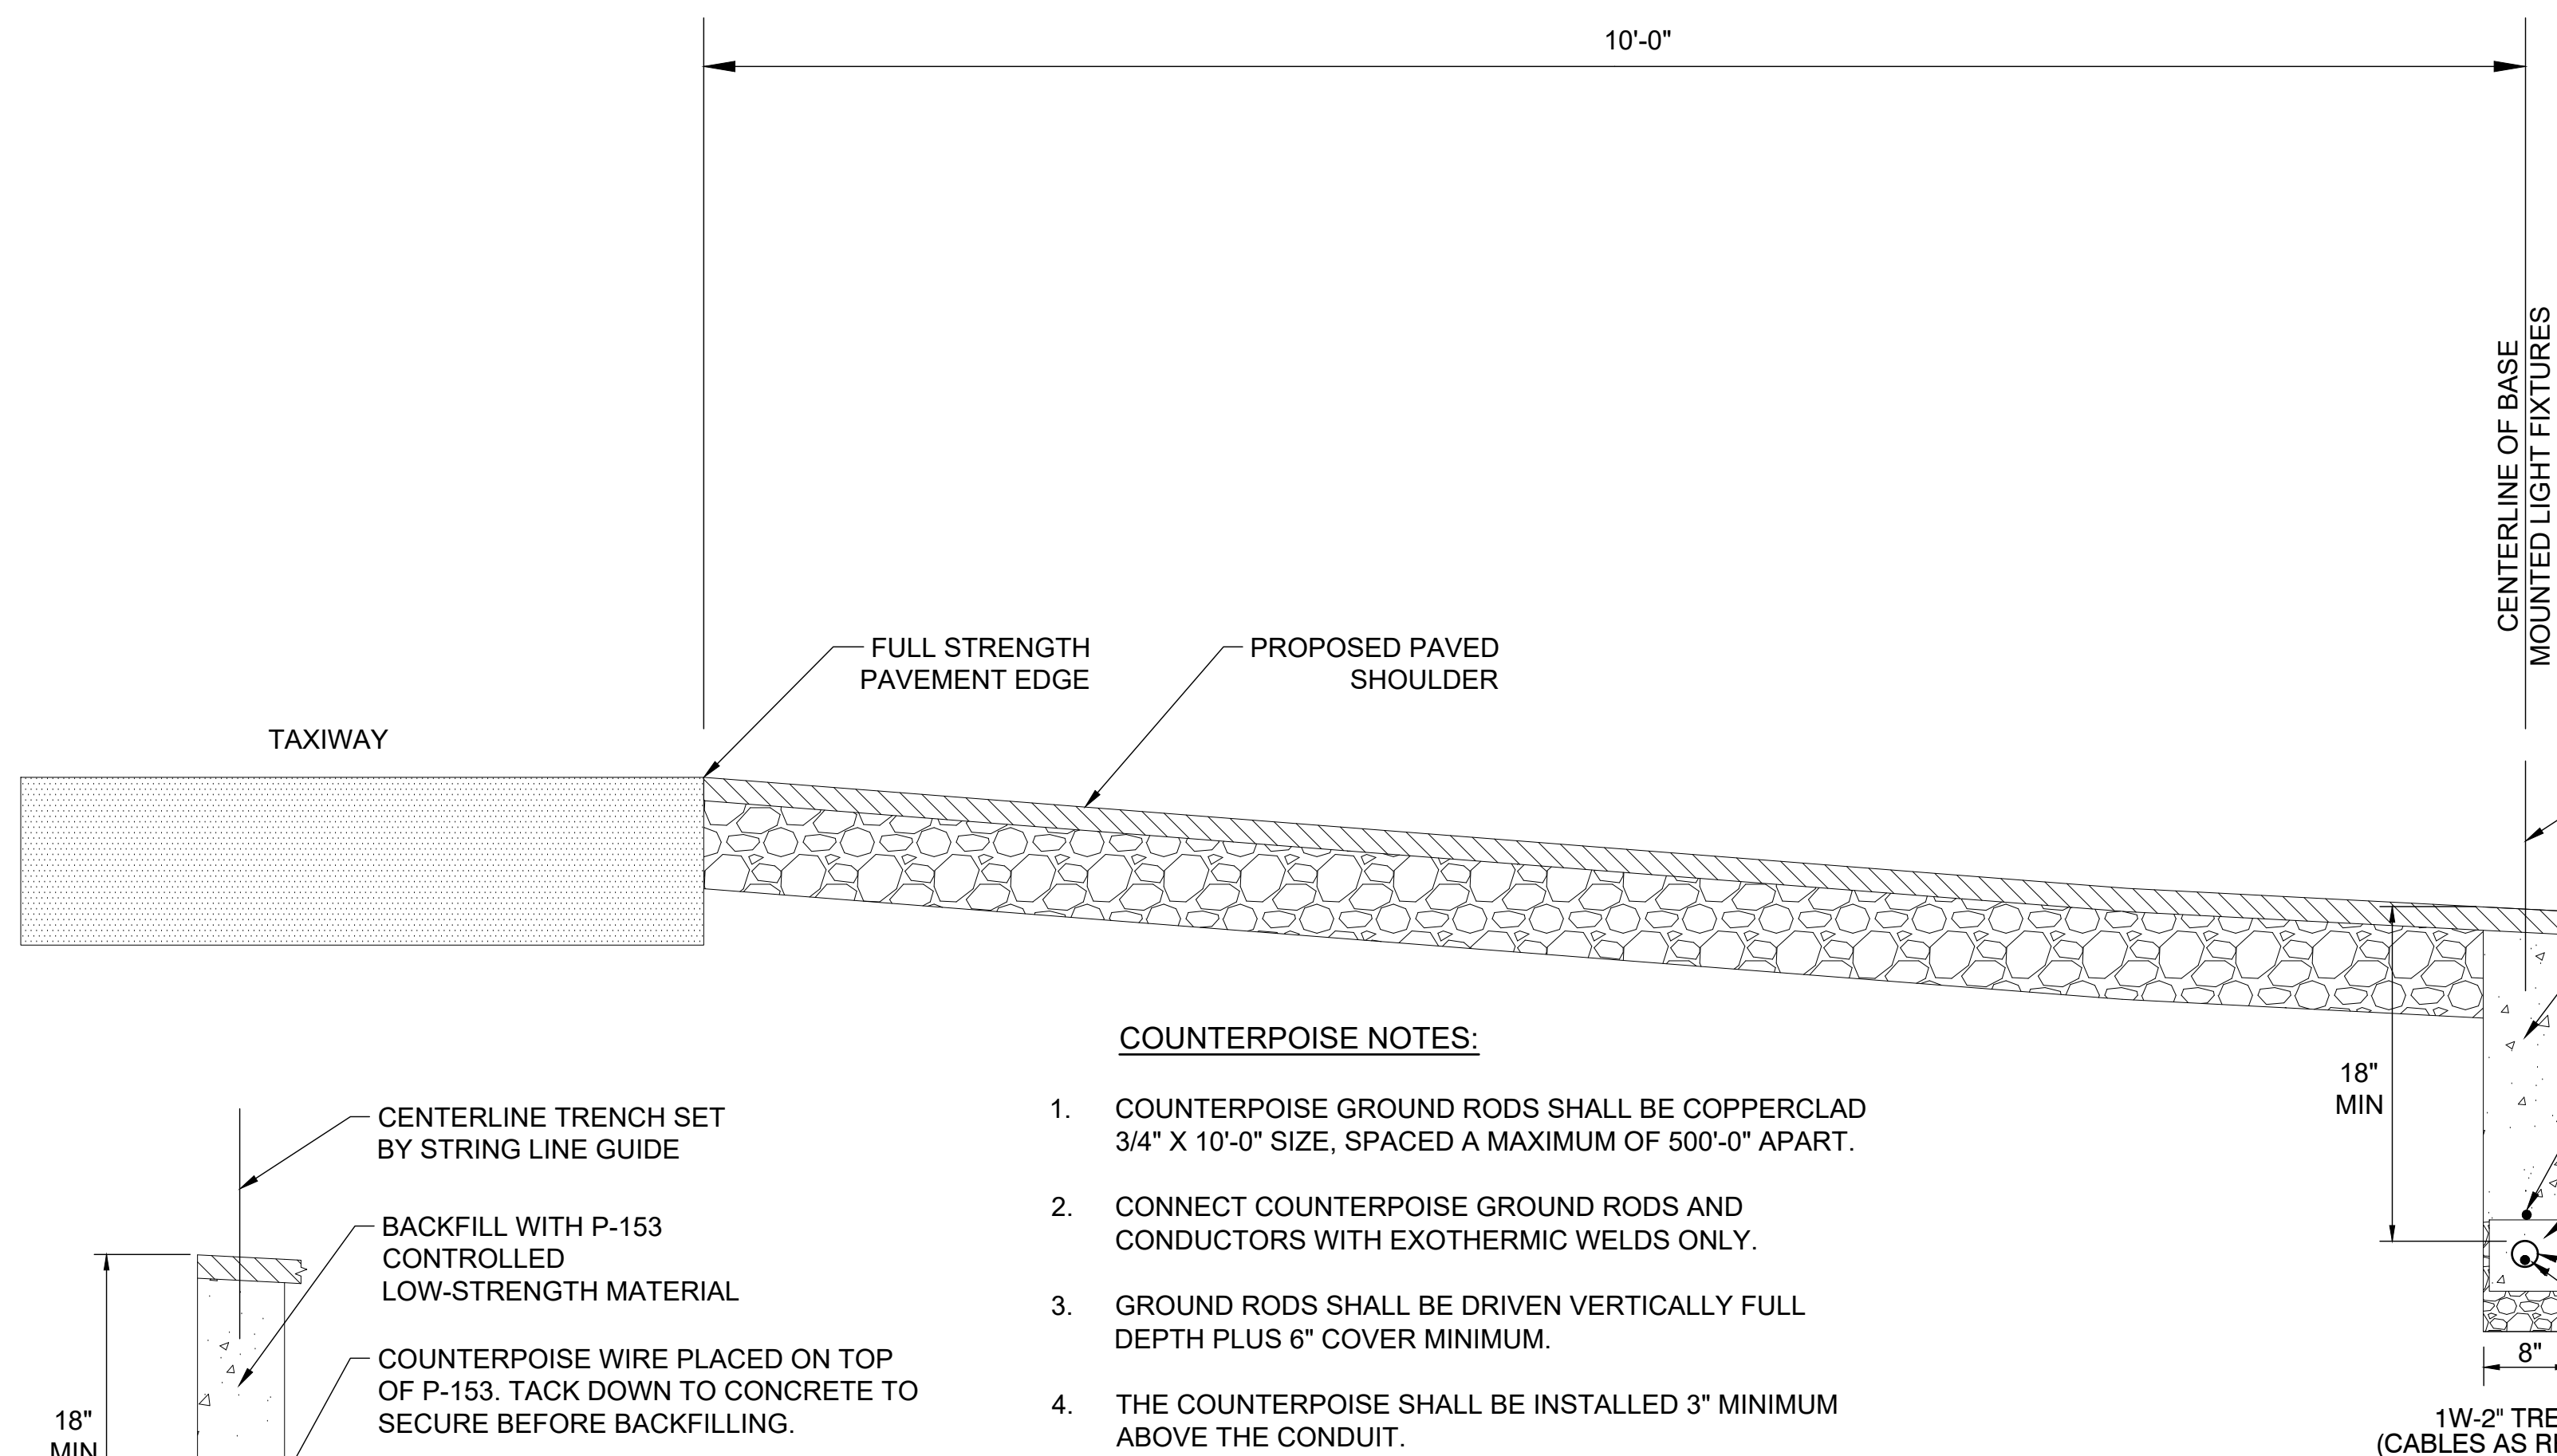 10'-0"
CENTERLINE OF BASE
MOUNTED LIGHT FIXTURES
FULL STRENGTH
PAVEMENT EDGE
PROPOSED PAVED
SHOULDER
TAXIWAY
COUNTERPOISE NOTES:
1. COUNTERPOISE GROUND RODS SHALL BE COPPERCLAD
3/4" X 10'-0" SIZE, SPACED A MAXIMUM OF 500'-0" APART.
2. CONNECT COUNTERPOISE GROUND RODS AND
CONDUCTORS WITH EXOTHERMIC WELDS ONLY.
3. GROUND RODS SHALL BE DRIVEN VERTICALLY FULL
DEPTH PLUS 6" COVER MINIMUM.
4. THE COUNTERPOISE SHALL BE INSTALLED 3" MINIMUM
ABOVE THE CONDUIT.
CENTERLINE TRENCH SET
BY STRING LINE GUIDE
BACKFILL WITH P-153
CONTROLLED
LOW-STRENGTH MATERIAL
COUNTERPOISE WIRE PLACED ON TOP
OF P-153. TACK DOWN TO CONCRETE TO
SECURE BEFORE BACKFILLING.
18"
MIN
18"
MIN
8"
1W-2"
(CABLES AS